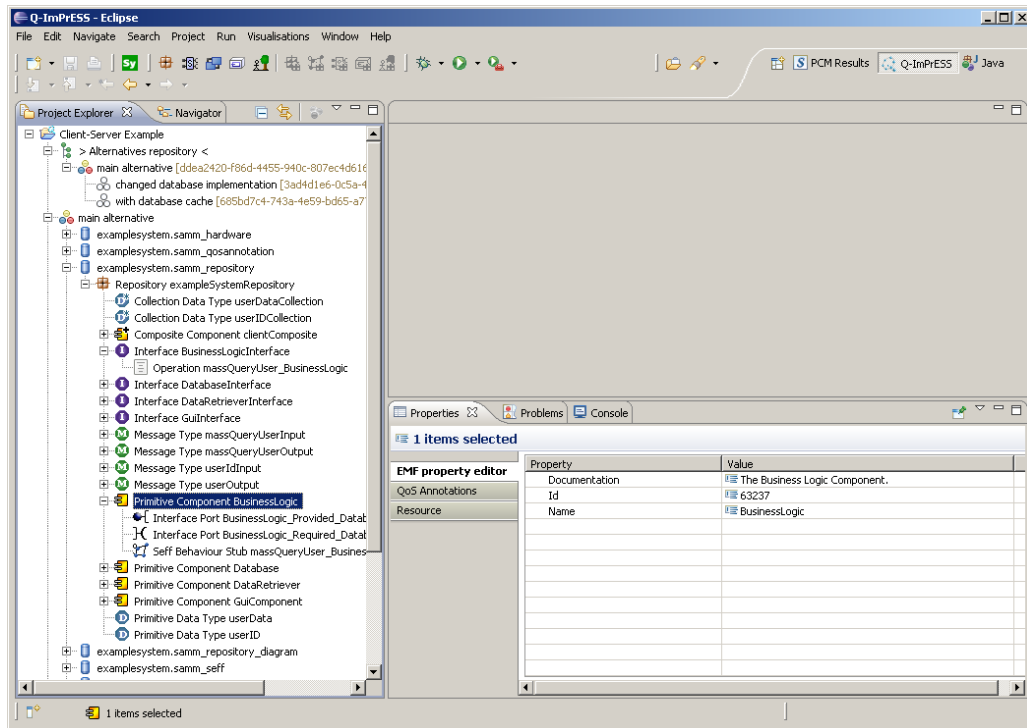 Q-ImPrESS - Eclipse
File Edit Navigate Search Project Run Visualisations Window Help
Sy
PCM Results Q-ImPrESS Java
Project Explorer Navigator
Client-Server Example
> Alternatives repository <
main alternative [ddea2420-f86d-4455-940c-807ec4d616
changed database implementation [3ad4d1e6-0c5a-4
with database cache [685bd7c4-743a-4e59-bd65-a7
main alternative
examplesystem.samm_hardware
examplesystem.samm_qosannotation
examplesystem.samm_repository
Repository exampleSystemRepository
Collection Data Type userDataCollection
Collection Data Type userIDCollection
Composite Component clientComposite
Interface BusinessLogicInterface
Operation massQueryUser_BusinessLogic
Interface DatabaseInterface
Interface DataRetrieverInterface
Interface GuiInterface
Message Type massQueryUserInput
Message Type massQueryUserOutput
Message Type userIdInput
Message Type userOutput
Primitive Component BusinessLogic
Interface Port BusinessLogic_Provided_Datab
Interface Port BusinessLogic_Required_Datab
Seff Behaviour Stub massQueryUser_Busines
Primitive Component Database
Primitive Component DataRetriever
Primitive Component GuiComponent
Primitive Data Type userData
Primitive Data Type userID
examplesystem.samm_repository_diagram
examplesystem.samm_seff
Properties Problems Console
1 items selected
EMF property editor
QoS Annotations
Resource
Property Value
Documentation The Business Logic Component.
Id 63237
Name BusinessLogic
1 items selected